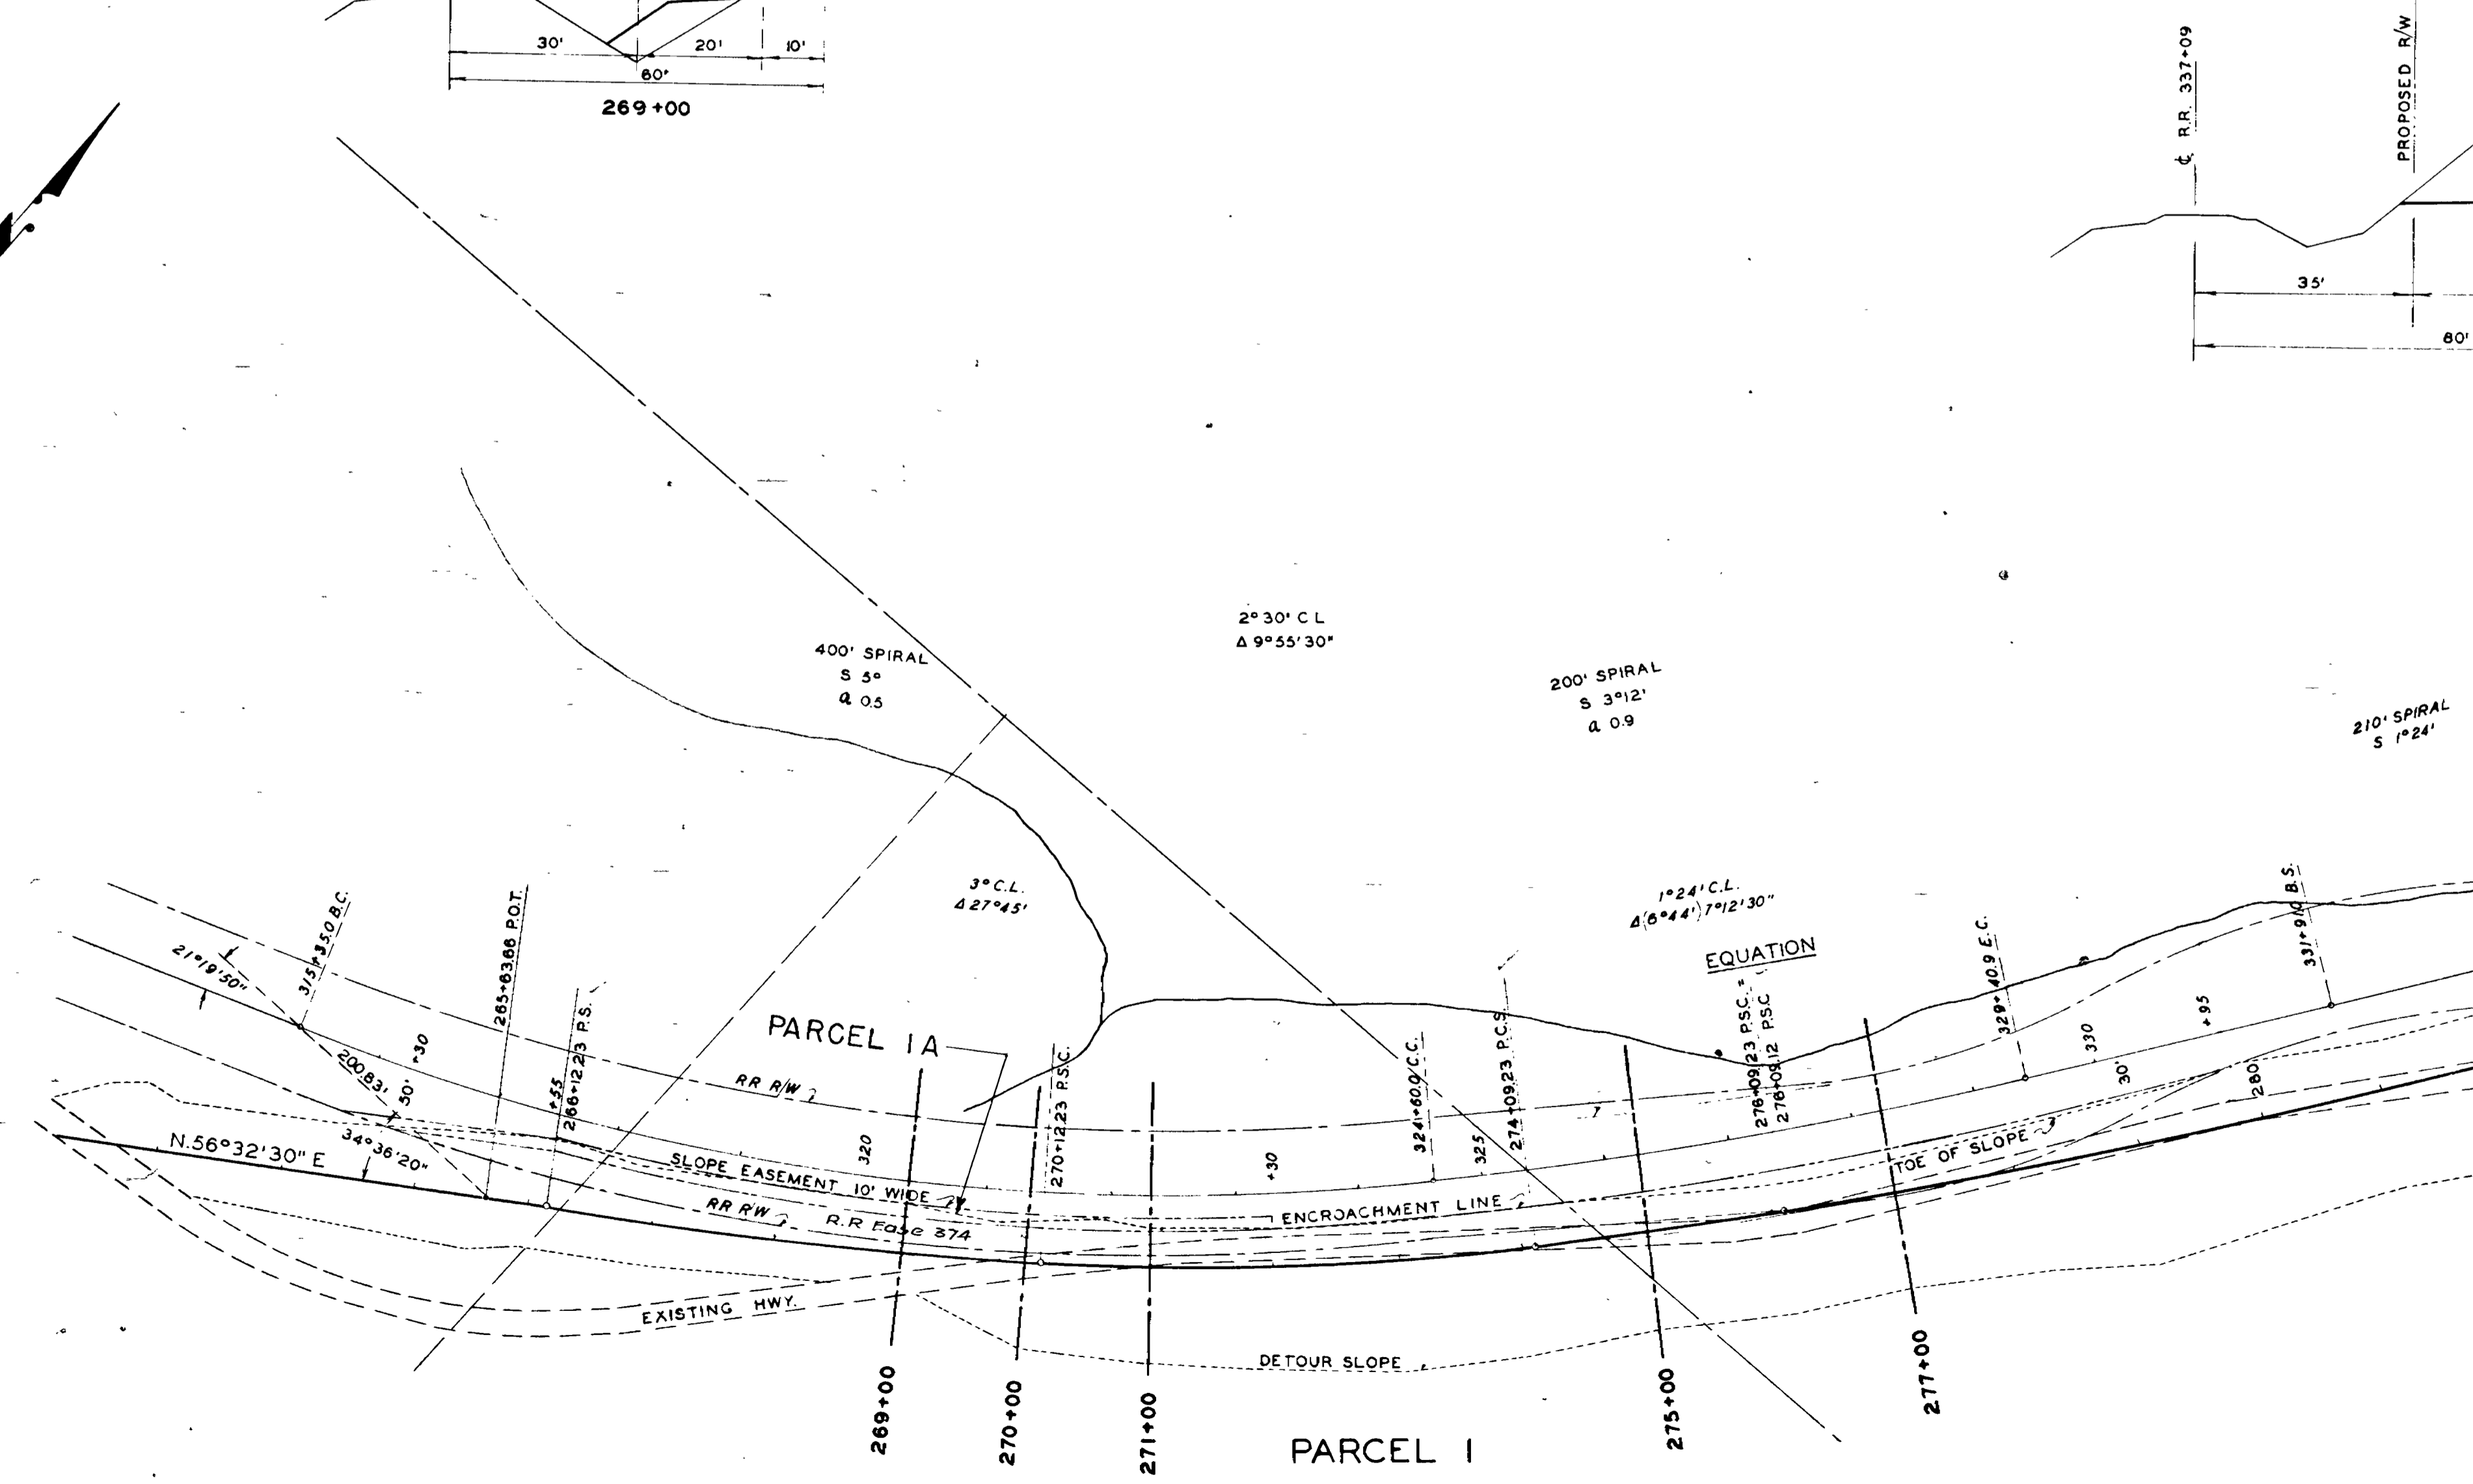 30'
20'
10'
60'
269+00
℄ R.R. 337+09
PROPOSED R/W
35'
80'
2°30' C L
Δ 9°55'30"
400' SPIRAL
S 5°
a 0.5
200' SPIRAL
S 3°12'
a 0.9
210' SPIRAL
S 1°24'
3° C.L.
Δ 27°45'
1°24' C.L.
Δ(6°44') 7°12'30"
EQUATION
21°19'50"
315+35.0 B.C.
265+63.66 P.O.T.
+55
266+12.23 P.S.
200.83'
50'
+30
34°36'20"
N.56°32'30" E
PARCEL 1A
RR R/W
320
270+12.23 P.S.C.
SLOPE EASEMENT 10' WIDE
RR R/W
R.R Ease 374
+30
324+60.0 C.C.
325
274+09.23 P.C.S.
ENCROACHMENT LINE
276+09.23 P.S.C. =
276+09.12 P.S.C
329+40.9 E.C.
330
30'
+95
280
331+91.0 B.S.
TOE OF SLOPE
EXISTING HWY.
DETOUR SLOPE
269+00
270+00
271+00
275+00
277+00
PARCEL 1